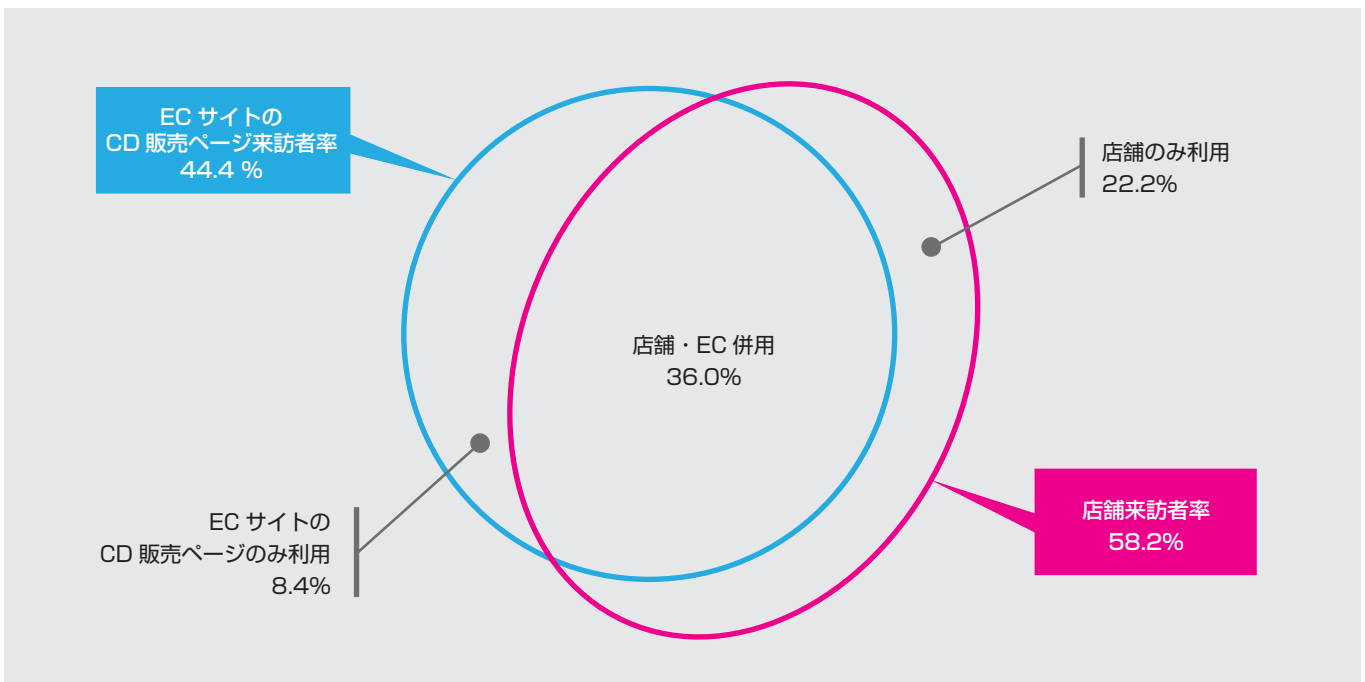 EC サイトの
CD 販売ページ来訪者率
44.4 %
店舗のみ利用
22.2%
店舗・EC 併用
36.0%
EC サイトの
CD 販売ページのみ利用
8.4%
店舗来訪者率
58.2%